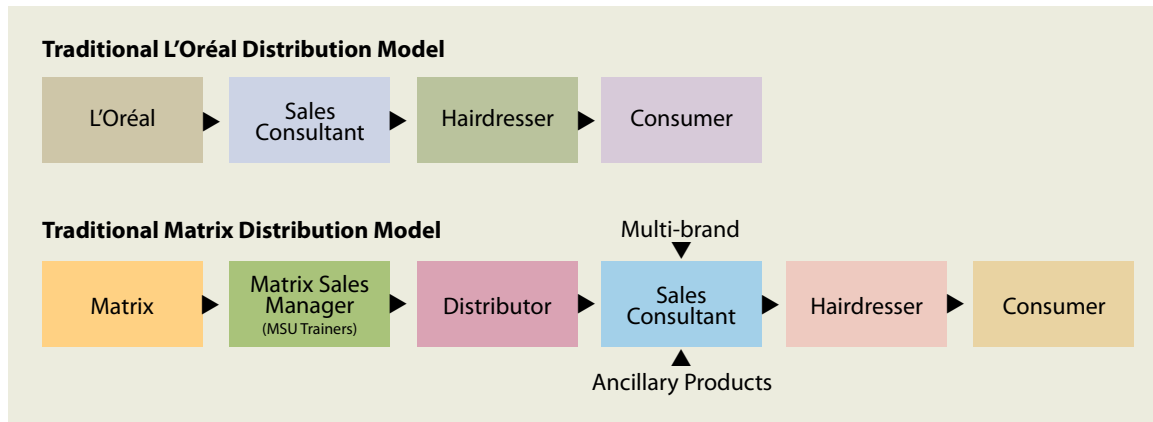 Traditional L’Oréal Distribution Model
L’Oréal
Sales
Consultant
Hairdresser
Consumer
Traditional Matrix Distribution Model
Multi-brand
Matrix
Matrix Sales
Manager
(MSU Trainers)
Distributor
Sales
Consultant
Hairdresser
Consumer
Ancillary Products